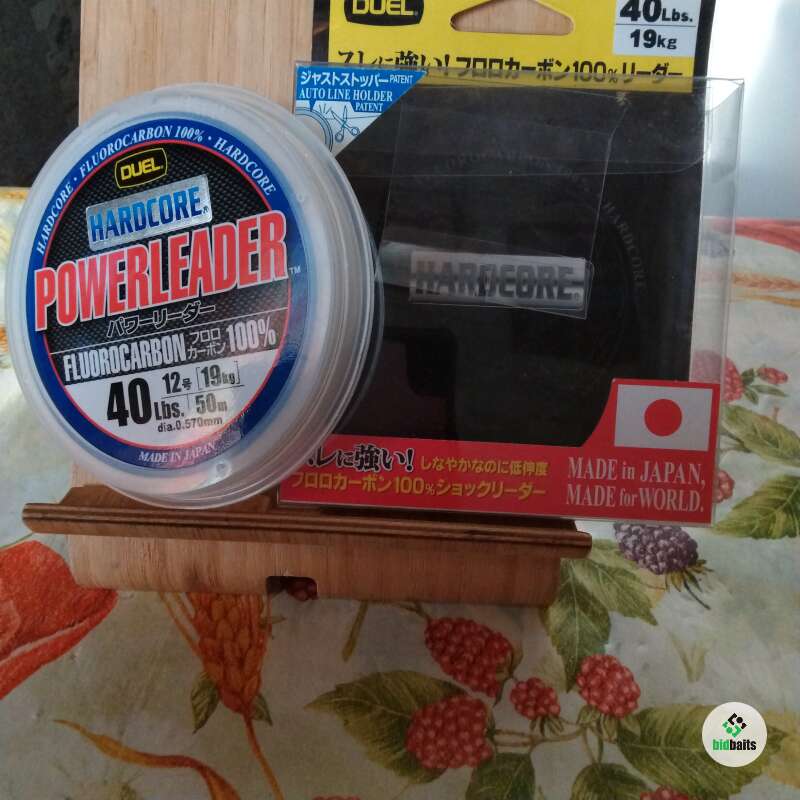 HARDCORE · FLUOROCARBON 100% · HARDCORE
DUEL®
HARDCORE®
POWERLEADER™
パワーリーダー
FLUOROCARBON フロロカーボン 100%
40Lbs. 12号 19kg 50m
dia.0.570mm
MADE IN JAPAN
DUEL®
40Lbs.
19kg
スレに強い!フロロカーボン100%リーダー
ジャストストッパー PATENT
AUTO LINE HOLDER
PATENT
HARDCORE
HARDCORE®
スレに強い! しなやかなのに低伸度
フロロカーボン100%ショックリーダー
MADE in JAPAN,
MADE for WORLD.
bidbaits